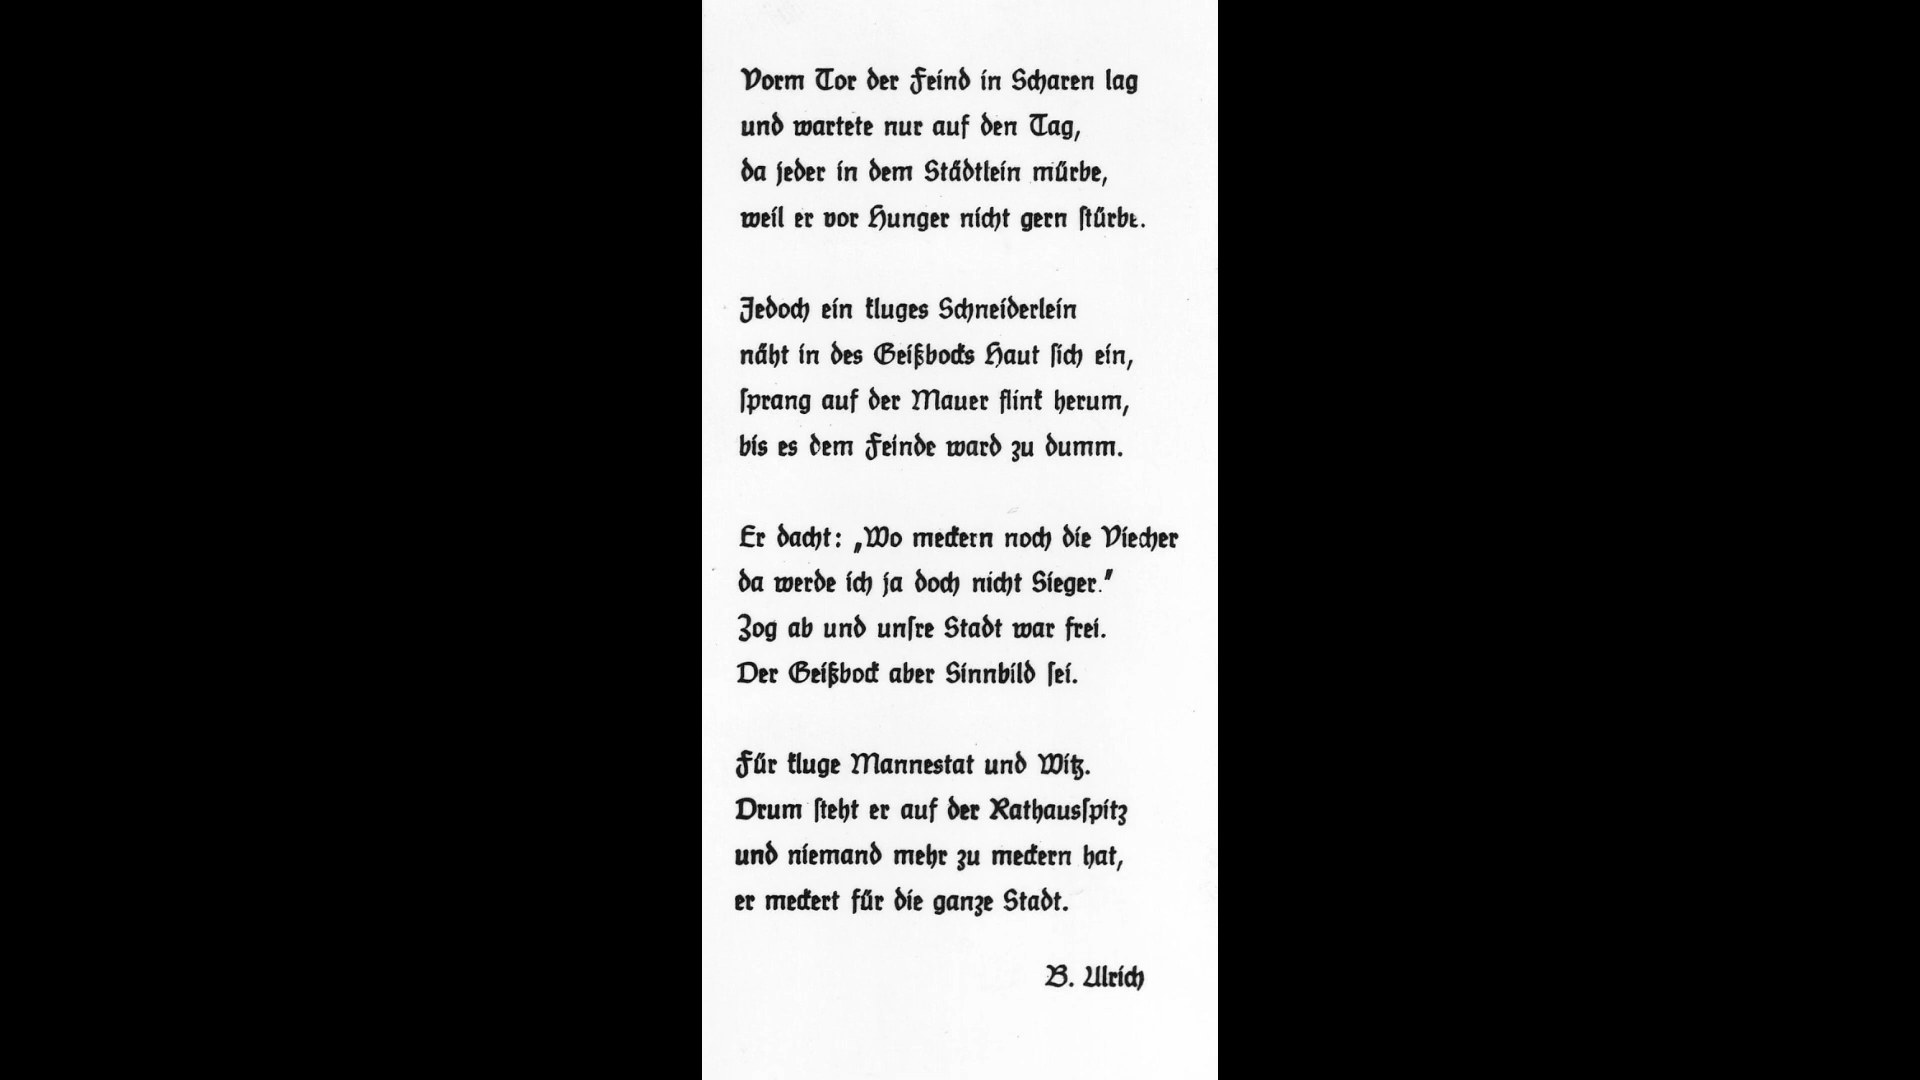 Vorm Tor der Feind in Scharen lag
und wartete nur auf den Tag,
da jeder in dem Städtlein mürbe,
weil er vor Hunger nicht gern ſtürbe.
Jedoch ein kluges Schneiderlein
näht in des Geißbocks Haut ſich ein,
ſprang auf der Mauer flink herum,
bis es dem Feinde ward zu dumm.
Er dacht: „Wo meckern noch die Viecher
da werde ich ja doch nicht Sieger."
Zog ab und unſre Stadt war frei.
Der Geißbock aber Sinnbild ſei.
Für kluge Mannestat und Witz.
Drum ſteht er auf der Rathausſpitz
und niemand mehr zu meckern hat,
er meckert für die ganze Stadt.
B. Ulrich